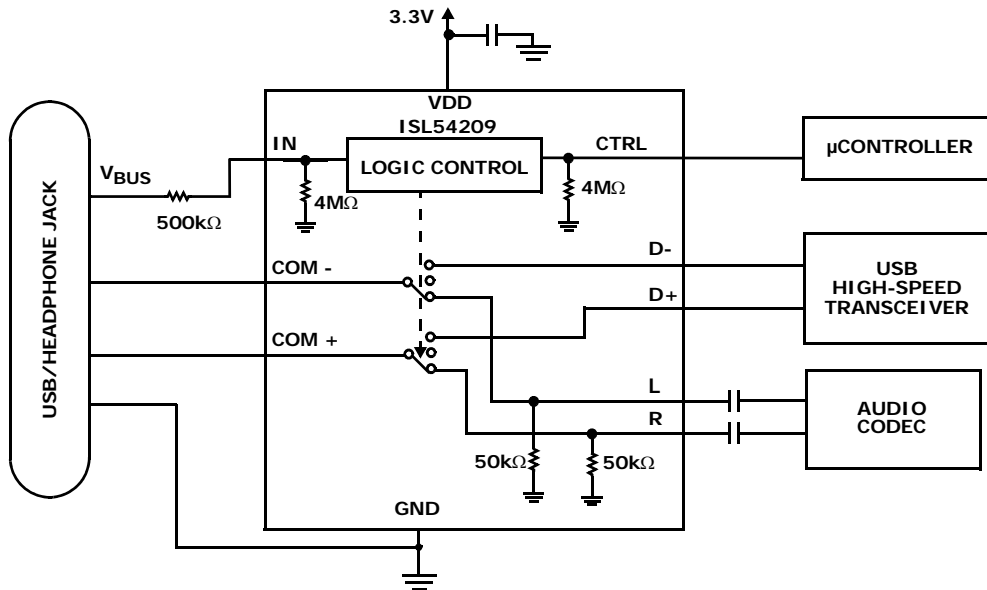 3.3V
VDD
ISL54209
IN
LOGIC CONTROL
CTRL
µCONTROLLER
VBUS
500kΩ
4MΩ
4MΩ
USB/HEADPHONE JACK
COM -
D-
USB
HIGH-SPEED
TRANSCEIVER
D+
COM +
L
R
AUDIO
CODEC
50kΩ
50kΩ
GND